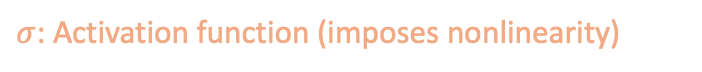 σ: Activation function (imposes nonlinearity)